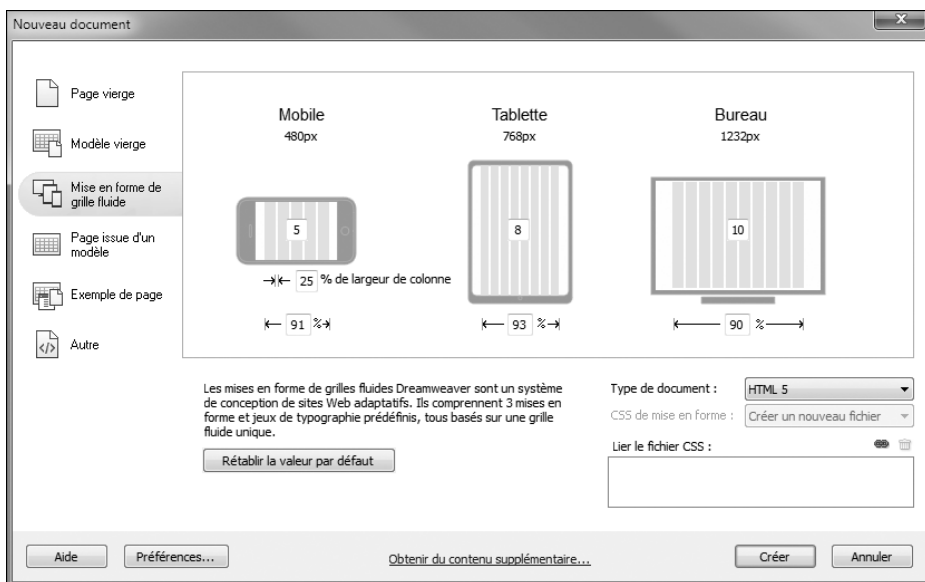 Nouveau document
Page vierge
Modèle vierge
Mise en forme de
grille fluide
Page issue d'un
modèle
Exemple de page
Autre
Mobile
480px
Tablette
768px
Bureau
1232px
5
8
10
25 % de largeur de colonne
91 %
93 %
90 %
Les mises en forme de grilles fluides Dreamweaver sont un système
de conception de sites Web adaptatifs. Ils comprennent 3 mises en
forme et jeux de typographie prédéfinis, tous basés sur une grille
fluide unique.
Rétablir la valeur par défaut
Type de document :
HTML 5
CSS de mise en forme :
Créer un nouveau fichier
Lier le fichier CSS :
Aide
Préférences...
Obtenir du contenu supplémentaire...
Créer
Annuler